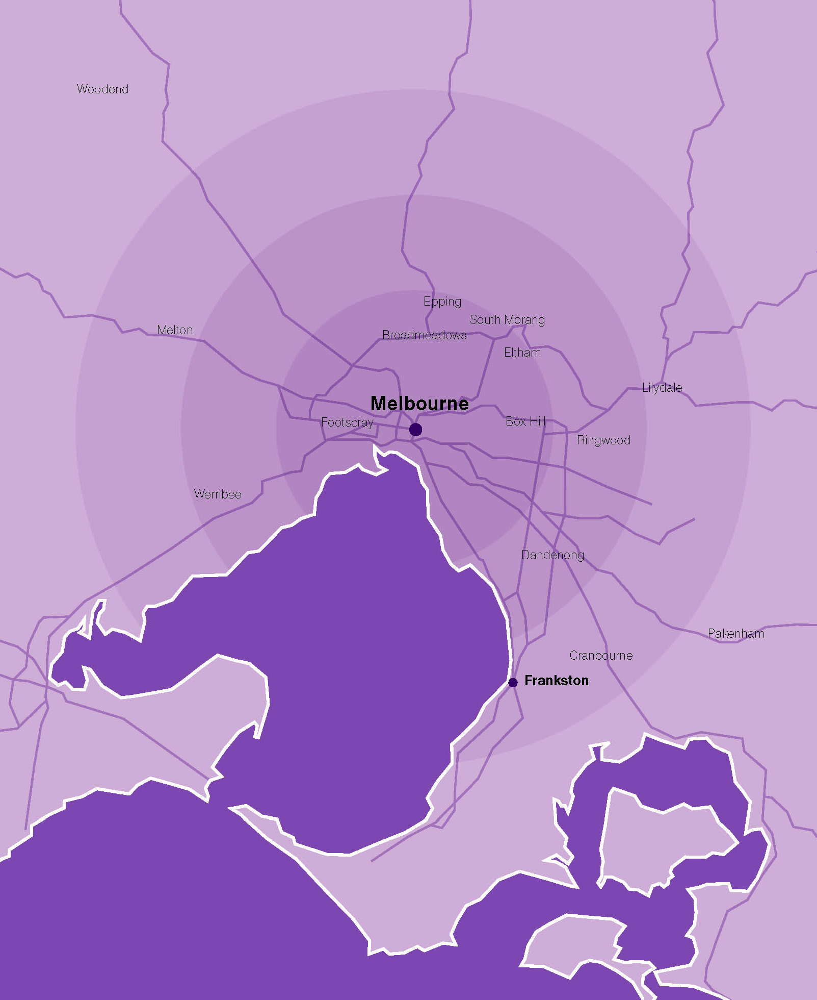 Woodend
Epping
South Morang
Melton
Broadmeadows
Eltham
Lilydale
Melbourne
Footscray
Box Hill
Ringwood
Werribee
Dandenong
Pakenham
Cranbourne
Frankston